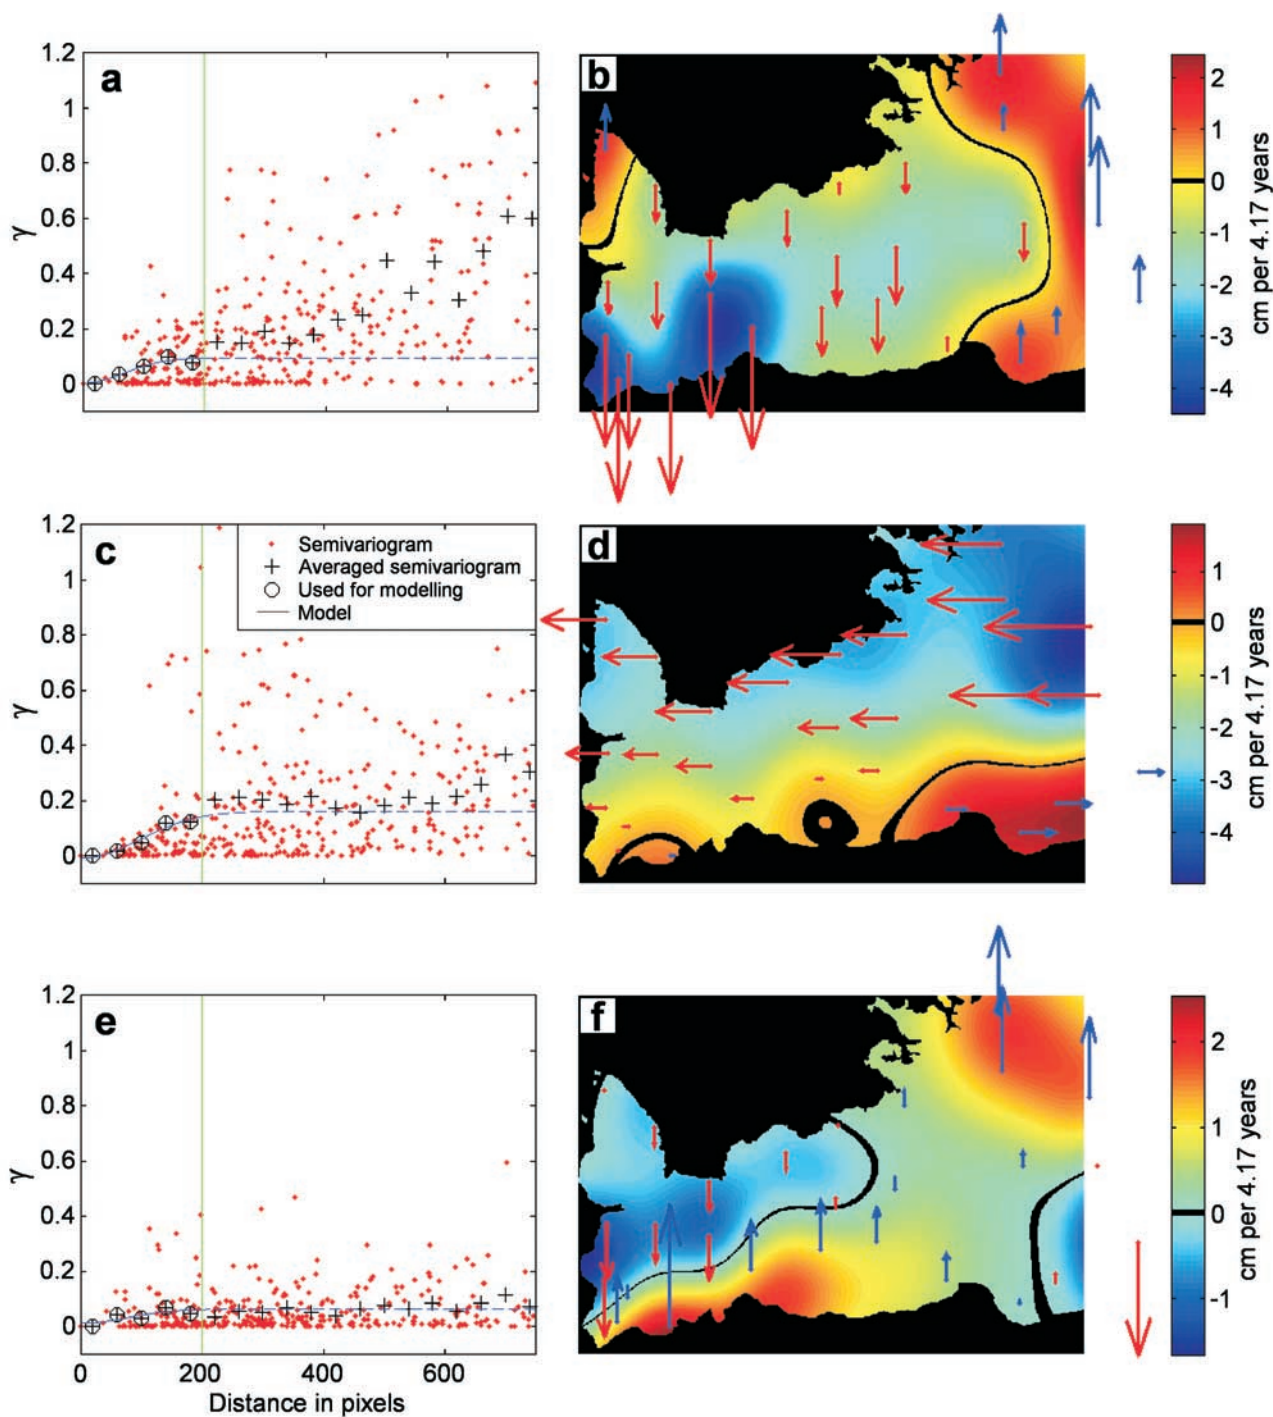 a
1.2
1
0.8
0.6
0.4
0.2
0
γ
b
2
1
0
-1
-2
-3
-4
cm per 4.17 years
c
1.2
1
0.8
0.6
0.4
0.2
0
γ
Semivariogram
Averaged semivariogram
Used for modelling
Model
d
1
0
-1
-2
-3
-4
cm per 4.17 years
e
1.2
1
0.8
0.6
0.4
0.2
0
γ
0
200
400
600
Distance in pixels
f
2
1
0
-1
cm per 4.17 years